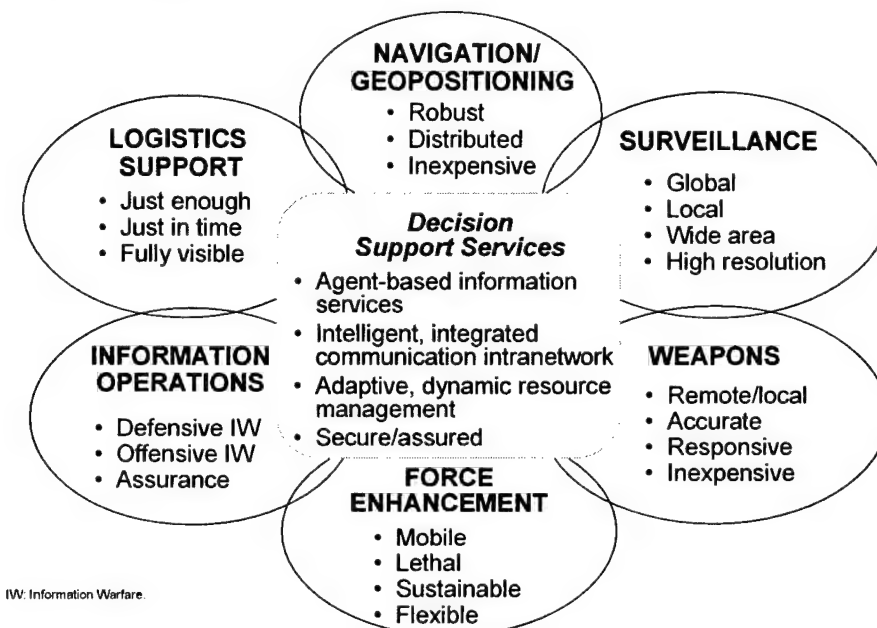 NAVIGATION/
GEOPOSITIONING
• Robust
• Distributed
• Inexpensive
LOGISTICS
SUPPORT
• Just enough
• Just in time
• Fully visible
SURVEILLANCE
• Global
• Local
• Wide area
• High resolution
Decision
Support Services
• Agent-based information
services
• Intelligent, integrated
communication intranetwork
• Adaptive, dynamic resource
management
• Secure/assured
INFORMATION
OPERATIONS
• Defensive IW
• Offensive IW
• Assurance
WEAPONS
• Remote/local
• Accurate
• Responsive
• Inexpensive
FORCE
ENHANCEMENT
• Mobile
• Lethal
• Sustainable
• Flexible
IW: Information Warfare.